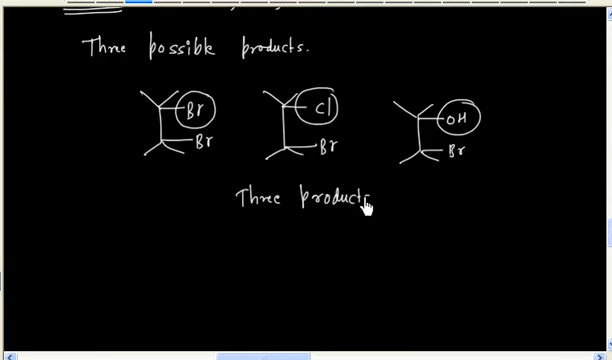 Three possible products.
Br Cl OH
Br Br Br
Three products